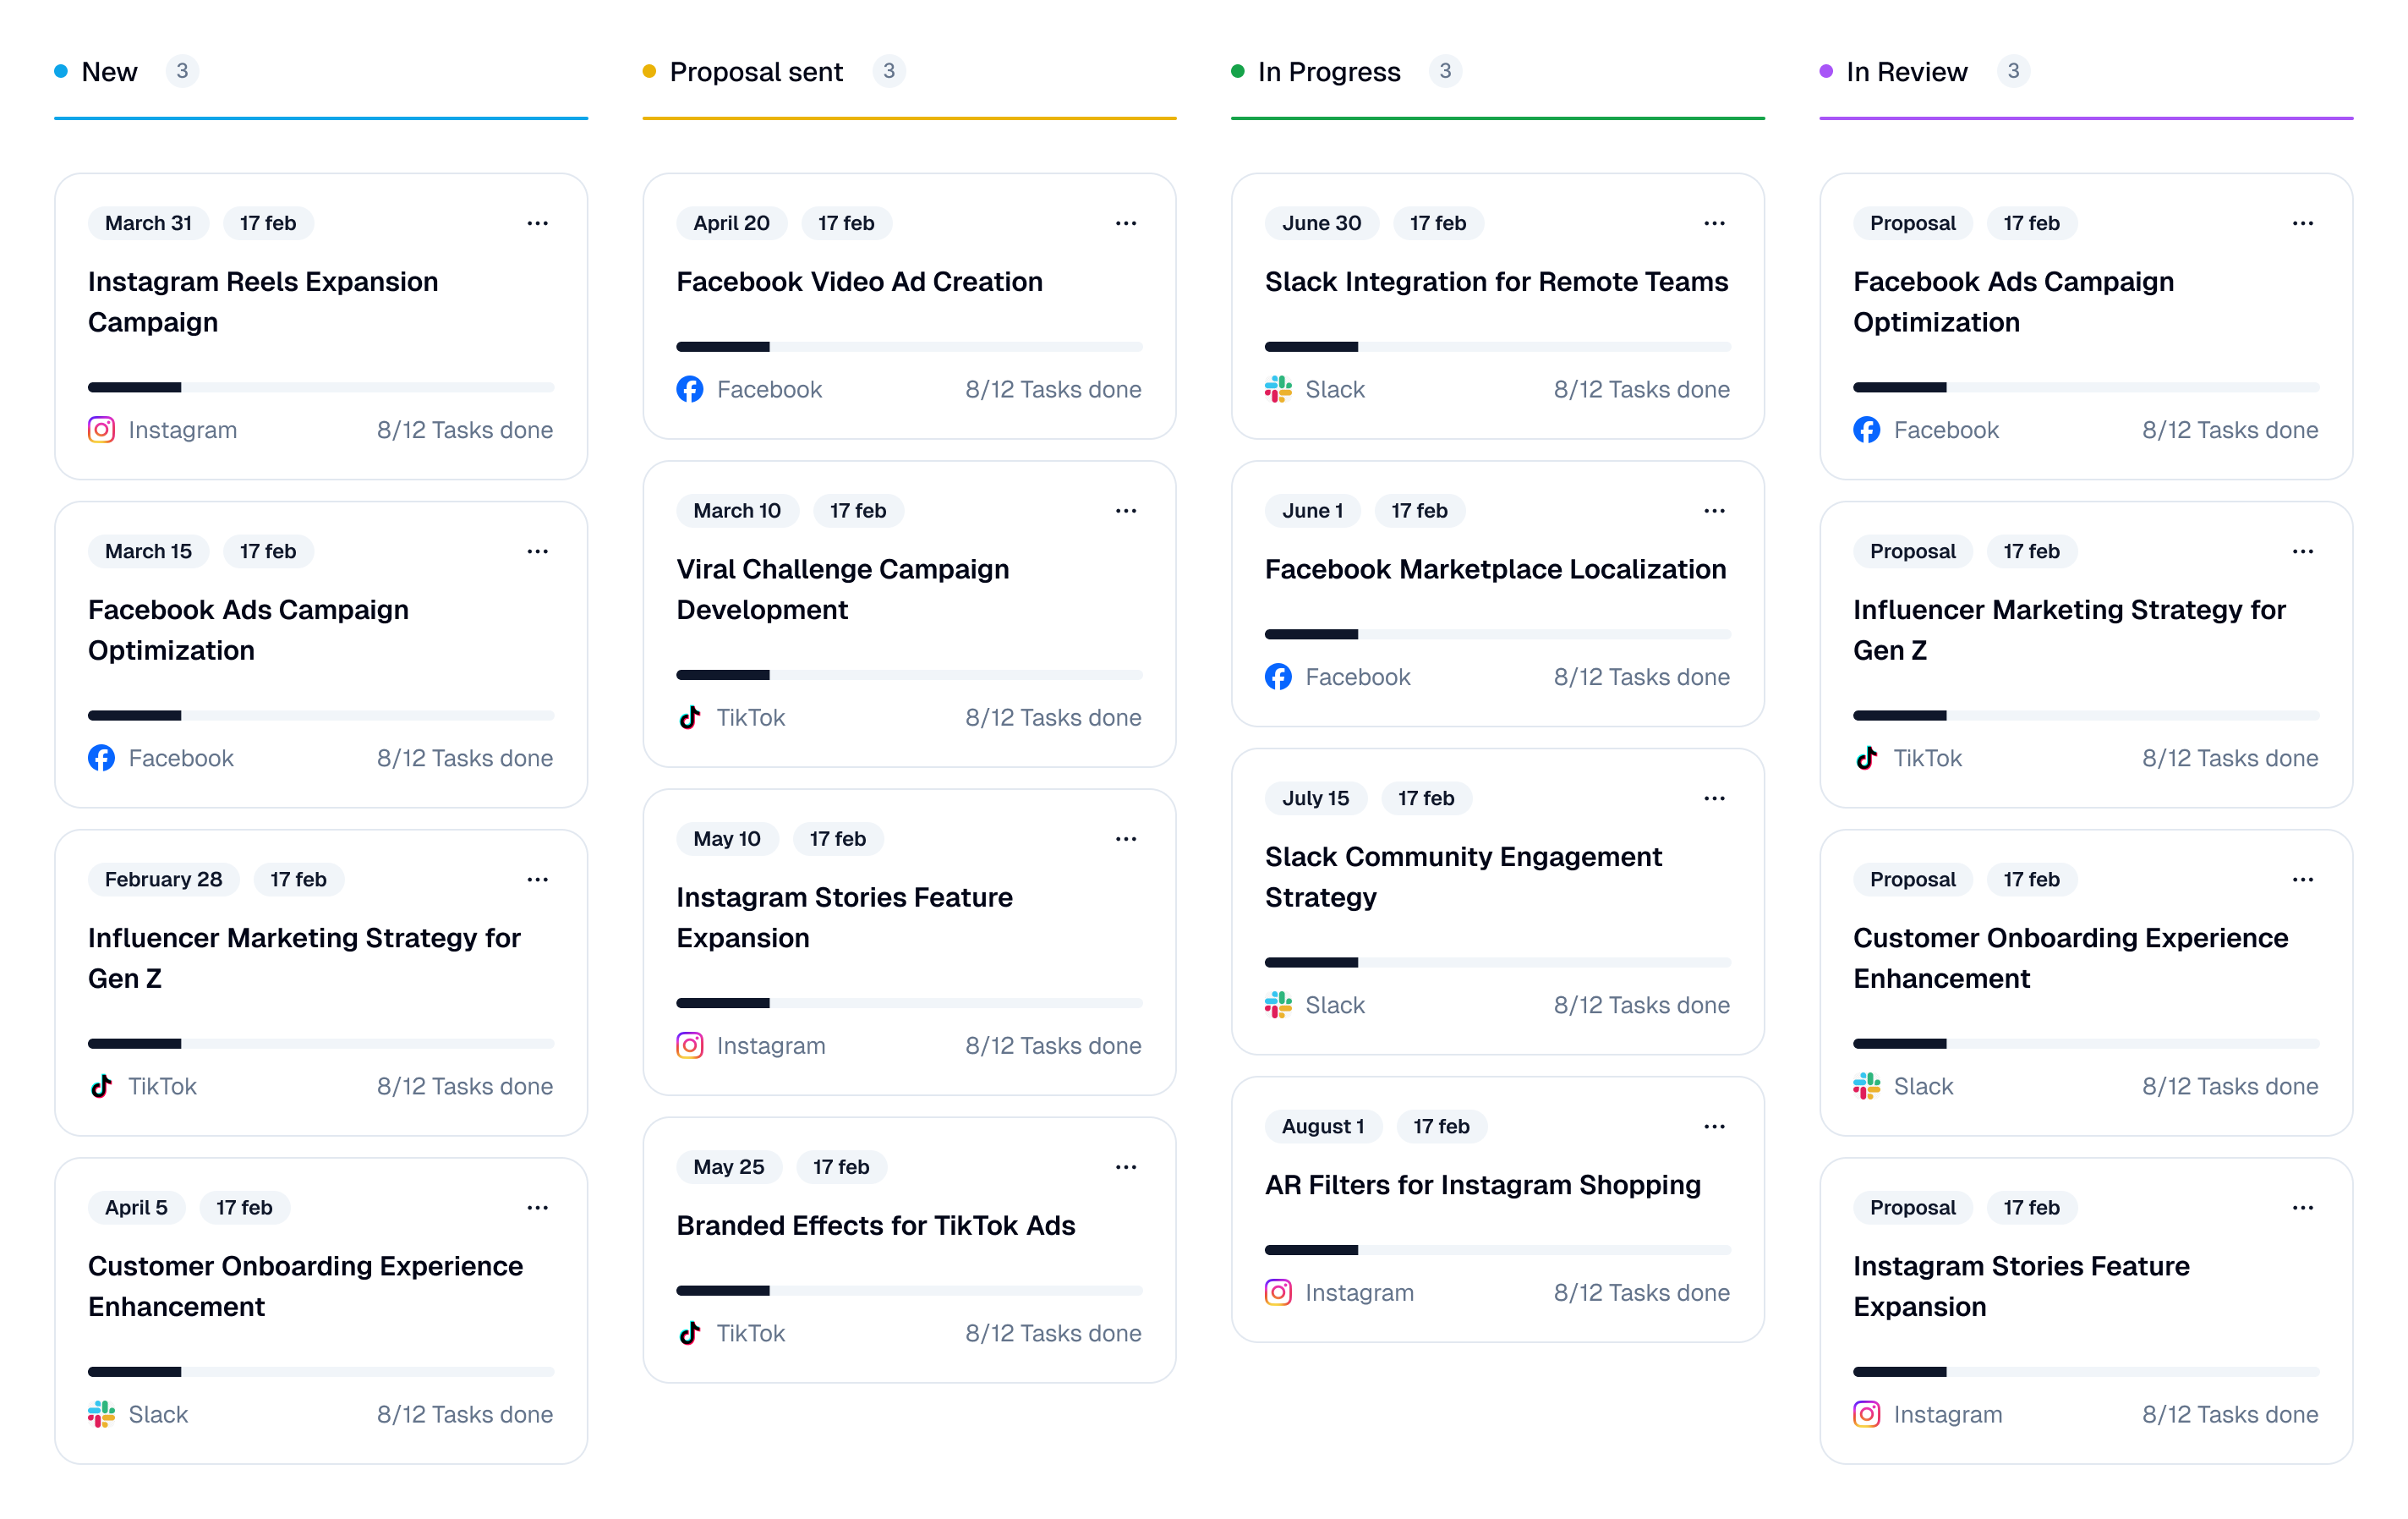 New 3
March 31 17 feb
Instagram Reels Expansion
Campaign
Instagram 8/12 Tasks done
March 15 17 feb
Facebook Ads Campaign
Optimization
Facebook 8/12 Tasks done
February 28 17 feb
Influencer Marketing Strategy for
Gen Z
TikTok 8/12 Tasks done
April 5 17 feb
Customer Onboarding Experience
Enhancement
Slack 8/12 Tasks done
Proposal sent 3
April 20 17 feb
Facebook Video Ad Creation
Facebook 8/12 Tasks done
March 10 17 feb
Viral Challenge Campaign
Development
TikTok 8/12 Tasks done
May 10 17 feb
Instagram Stories Feature
Expansion
Instagram 8/12 Tasks done
May 25 17 feb
Branded Effects for TikTok Ads
TikTok 8/12 Tasks done
In Progress 3
June 30 17 feb
Slack Integration for Remote Teams
Slack 8/12 Tasks done
June 1 17 feb
Facebook Marketplace Localization
Facebook 8/12 Tasks done
July 15 17 feb
Slack Community Engagement
Strategy
Slack 8/12 Tasks done
August 1 17 feb
AR Filters for Instagram Shopping
Instagram 8/12 Tasks done
In Review 3
Proposal 17 feb
Facebook Ads Campaign
Optimization
Facebook 8/12 Tasks done
Proposal 17 feb
Influencer Marketing Strategy for
Gen Z
TikTok 8/12 Tasks done
Proposal 17 feb
Customer Onboarding Experience
Enhancement
Slack 8/12 Tasks done
Proposal 17 feb
Instagram Stories Feature
Expansion
Instagram 8/12 Tasks done